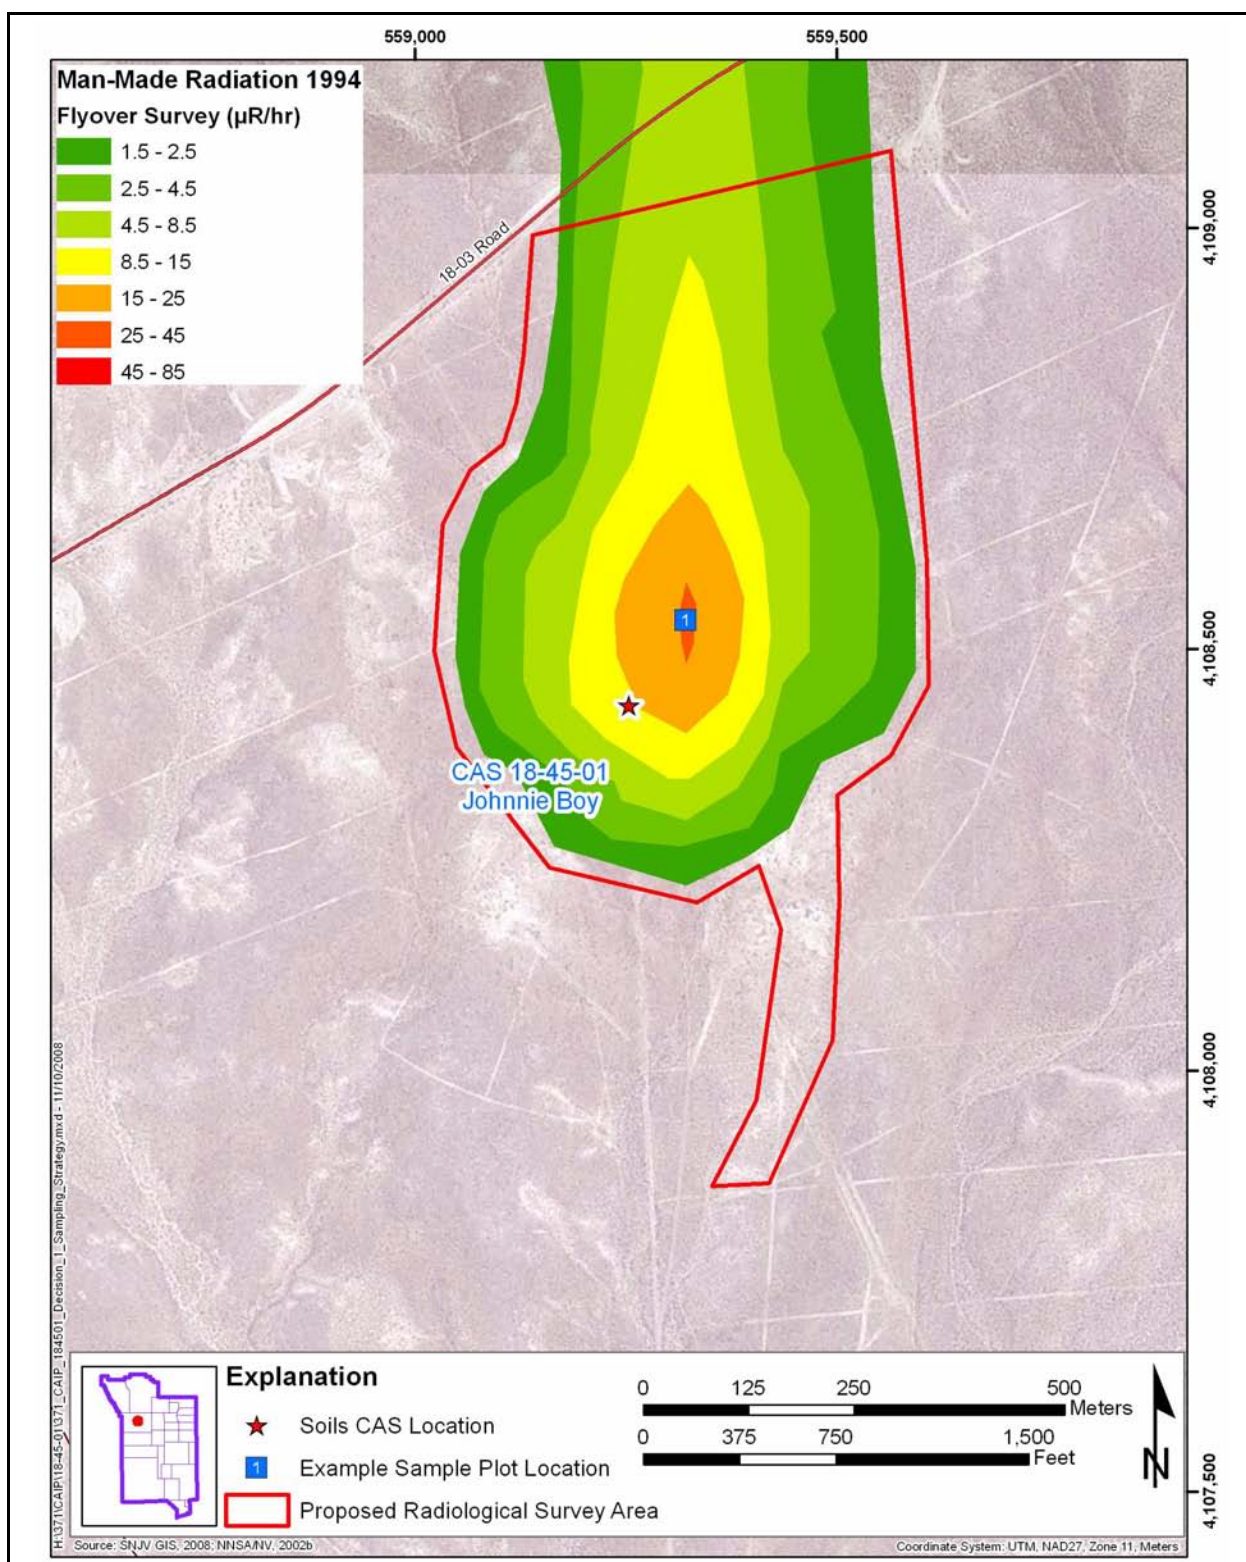 559,000
559,500
Man-Made Radiation 1994
Flyover Survey (µR/hr)
1.5 - 2.5
2.5 - 4.5
4.5 - 8.5
8.5 - 15
15 - 25
25 - 45
45 - 85
18-03 Road
4,109,000
4,108,500
4,108,000
4,107,500
1
CAS 18-45-01
Johnnie Boy
H:\371\CAIP\18-45-01\371_CAIP_184501_Decision_1_Sampling_Strategy.mxd - 11/10/2008
Explanation
Soils CAS Location
1 Example Sample Plot Location
Proposed Radiological Survey Area
0 125 250 500
Meters
0 375 750 1,500
Feet
N
Source: SNJV GIS, 2008; NNSA/NV, 2002b
Coordinate System: UTM, NAD27, Zone 11, Meters